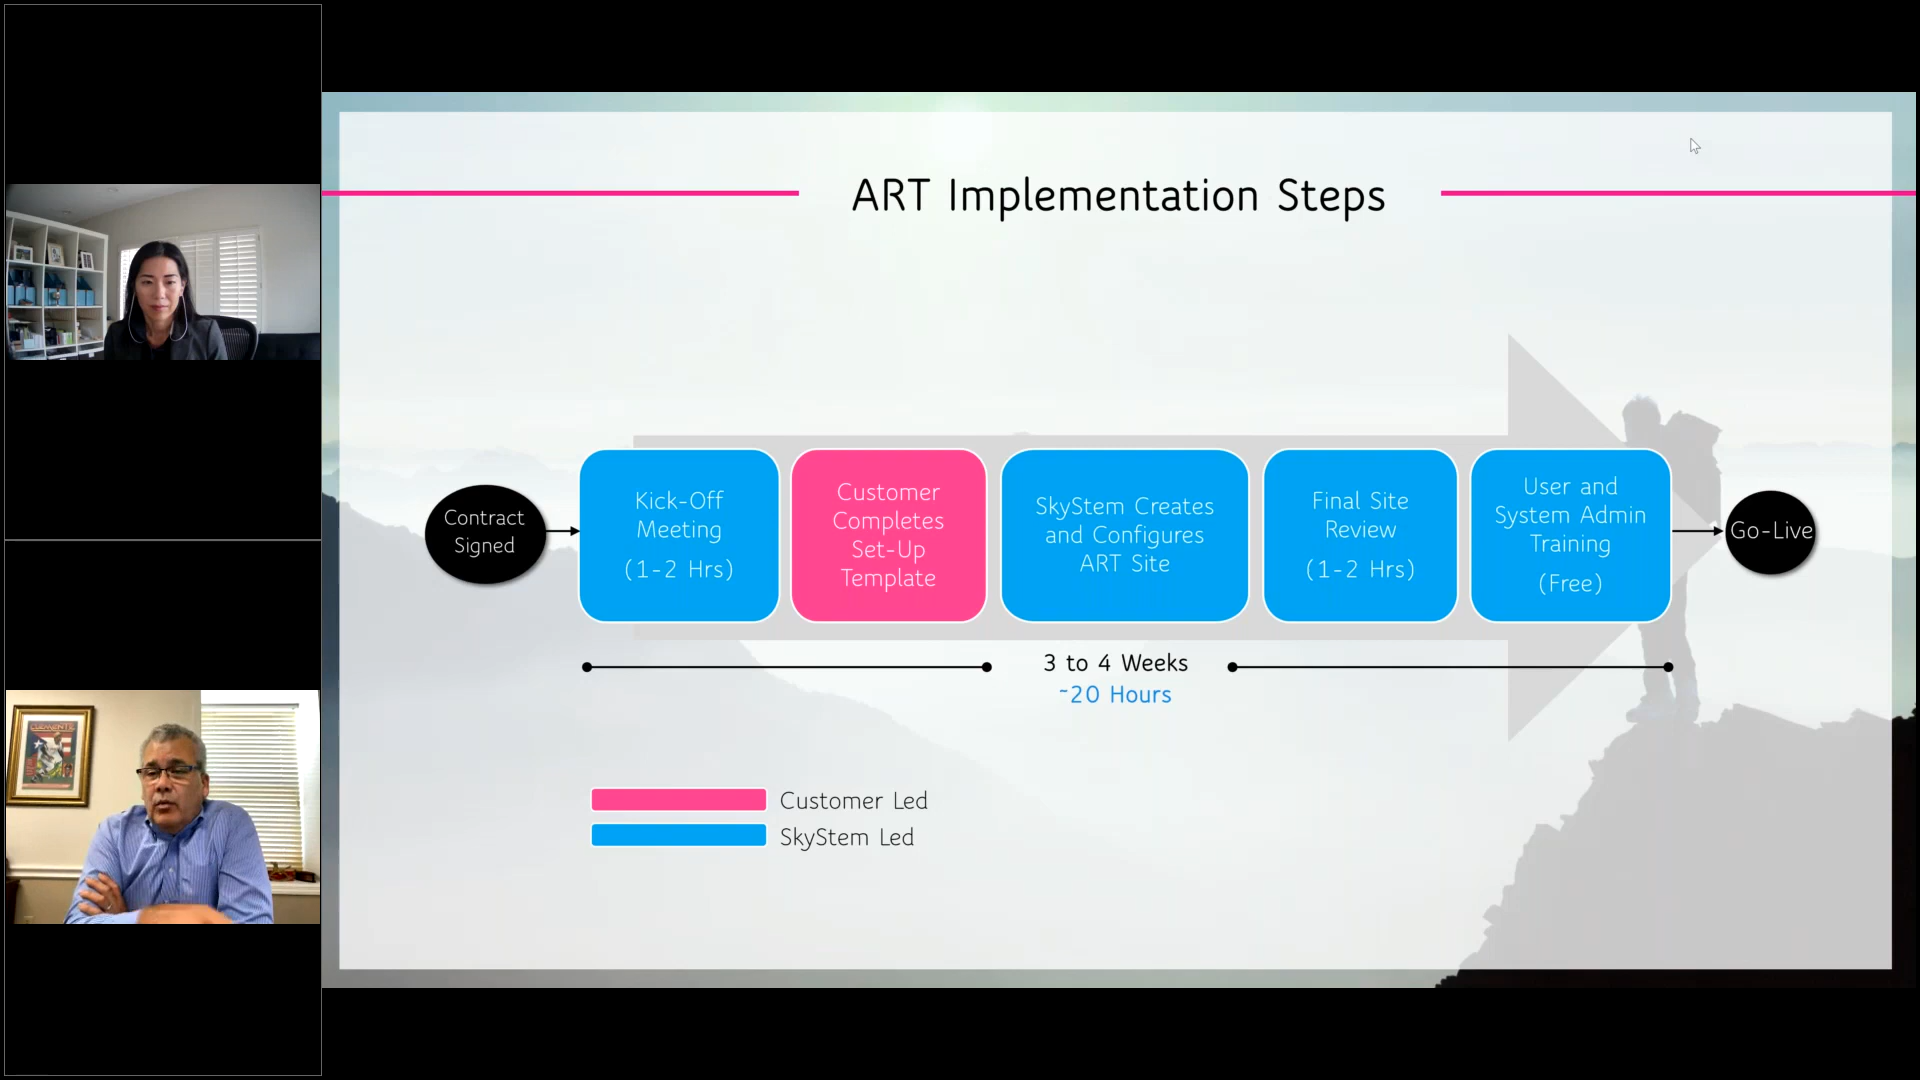 ART Implementation Steps
Contract
Signed
Kick-Off
Meeting
(1-2 Hrs)
Customer
Completes
Set-Up
Template
SkyStem Creates
and Configures
ART Site
Final Site
Review
(1-2 Hrs)
User and
System Admin
Training
(Free)
Go-Live
3 to 4 Weeks
~20 Hours
Customer Led
SkyStem Led
CLEMENTE